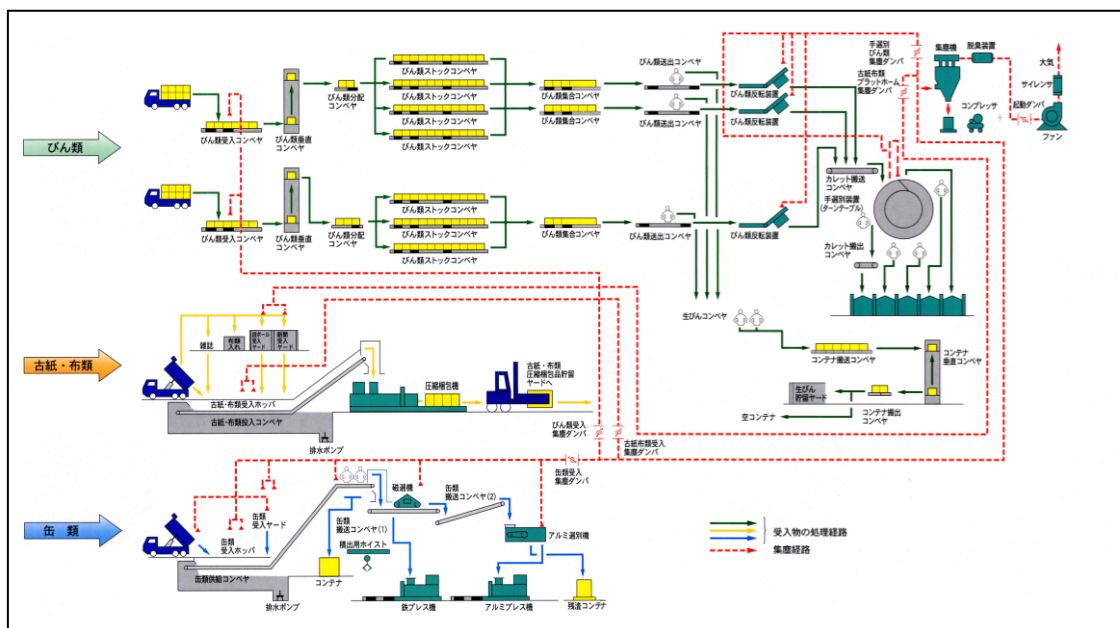 びん類
びん類受入コンベヤ
びん類垂直
コンベヤ
びん類分配
コンベヤ
びん類ストックコンベヤ
びん類ストックコンベヤ
びん類ストックコンベヤ
びん類ストックコンベヤ
びん類集合コンベヤ
びん類集合コンベヤ
びん類送出コンベヤ
びん類送出コンベヤ
びん類反転装置
びん類反転装置
手選別
びん類
集塵ダンパ
古紙布類
プラットホーム
集塵ダンパ
集塵機
脱臭装置
大気
サイレンサ
コンプレッサ
起動ダンパ
ファン
びん類受入コンベヤ
びん類垂直
コンベヤ
びん類分配
コンベヤ
びん類ストックコンベヤ
びん類ストックコンベヤ
びん類ストックコンベヤ
びん類集合コンベヤ
びん類送出コンベヤ
びん類反転装置
カレット搬送
コンベヤ
手選別装置
(ターンテーブル)
カレット搬出
コンベヤ
生びんコンベヤ
コンテナ搬送コンベヤ
コンテナ
垂直コンベヤ
生びん
貯留ヤード
コンテナ搬出
コンベヤ
空コンテナ
古紙・布類
雑誌
布類
入れ
段ボール
受入
ヤード
新聞
受入
ヤード
古紙・布類受入ホッパ
古紙・布類投入コンベヤ
排水ポンプ
圧縮梱包機
古紙・布類
圧縮梱包品貯留
ヤードへ
びん類受入
集塵ダンパ
古紙布類受入
集塵ダンパ
缶類受入
集塵ダンパ
缶 類
缶類
受入ホッパ
缶類
受入ヤード
缶類供給コンベヤ
排水ポンプ
磁選機
缶類
搬送コンベヤ(1)
缶類
搬送コンベヤ(2)
積出用ホイスト
コンテナ
アルミ選別機
鉄プレス機
アルミプレス機
残渣コンテナ
受入物の処理経路
集塵経路